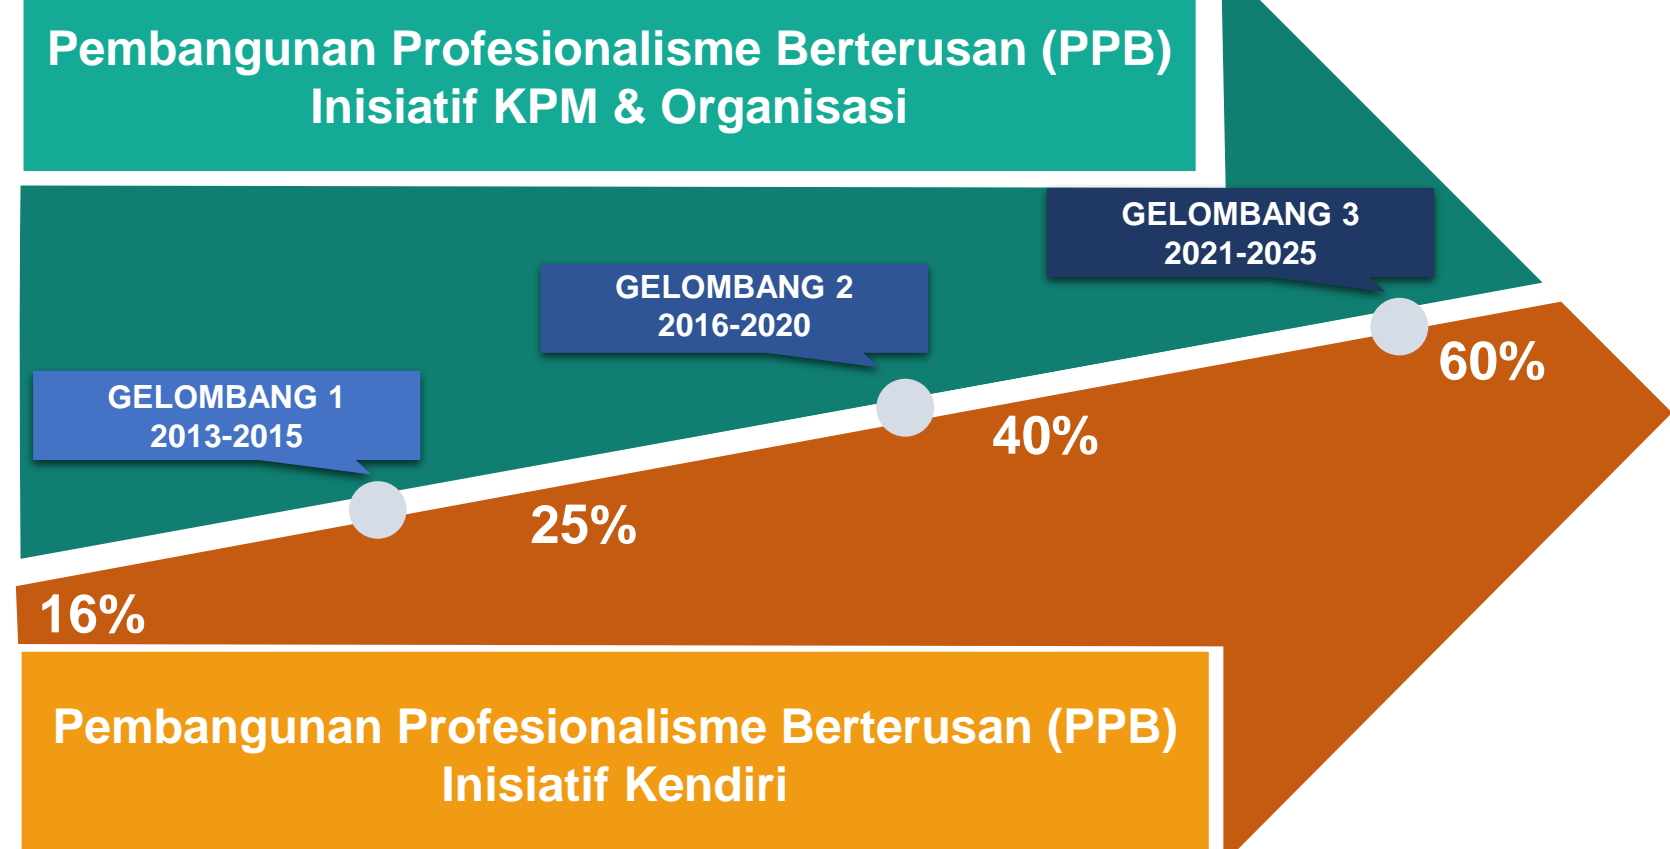 Pembangunan Profesionalisme Berterusan (PPB)
Inisiatif KPM & Organisasi
GELOMBANG 3
2021-2025
GELOMBANG 2
2016-2020
GELOMBANG 1
2013-2015
60%
40%
25%
16%
Pembangunan Profesionalisme Berterusan (PPB)
Inisiatif Kendiri